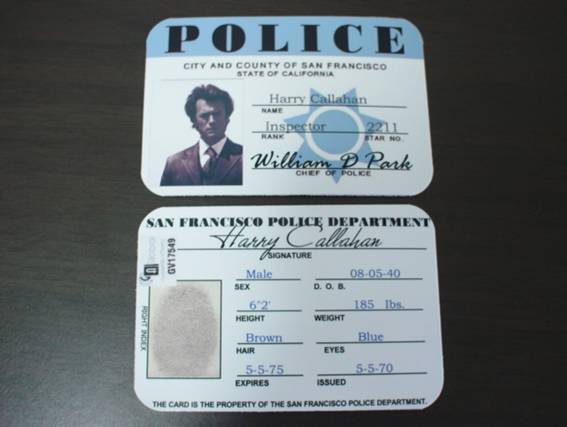 POLICE
CITY AND COUNTY OF SAN FRANCISCO
STATE OF CALIFORNIA
Harry Callahan
NAME
Inspector 2211
RANK STAR NO.
William D Park
CHIEF OF POLICE
SAN FRANCISCO POLICE DEPARTMENT
Harry Callahan
SIGNATURE
GV17549
Male 08-05-40
SEX D. O. B.
6"2' 185 lbs.
HEIGHT WEIGHT
Brown Blue
HAIR EYES
5-5-75 5-5-70
EXPIRES ISSUED
RIGHT INDEX
THE CARD IS THE PROPERTY OF THE SAN FRANCISCO POLICE DEPARTMENT.